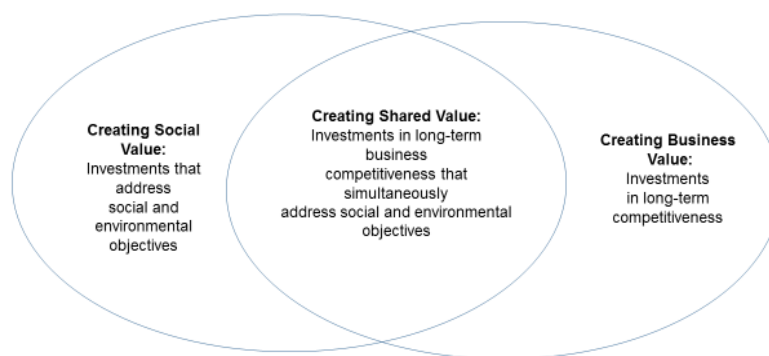 Creating Social
Value:
Investments that
address
social and
environmental
objectives
Creating Shared Value:
Investments in long-term
business
competitiveness that
simultaneously
address social and environmental
objectives
Creating Business
Value:
Investments
in long-term
competitiveness